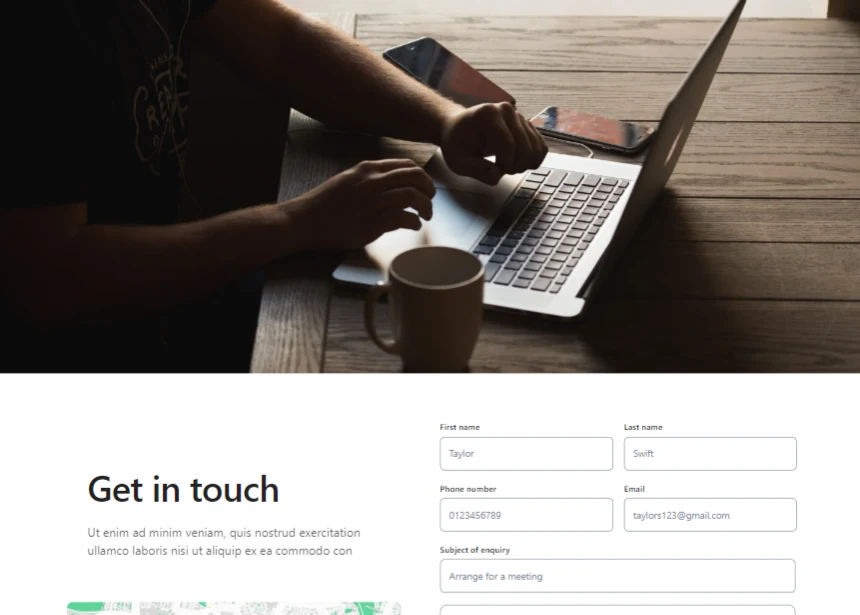 Get in touch
Ut enim ad minim veniam, quis nostrud exercitation
ullamco laboris nisi ut aliquip ex ea commodo con
First name
Taylor
Last name
Swift
Phone number
0123456789
Email
taylors123@gmail.com
Subject of enquiry
Arrange for a meeting